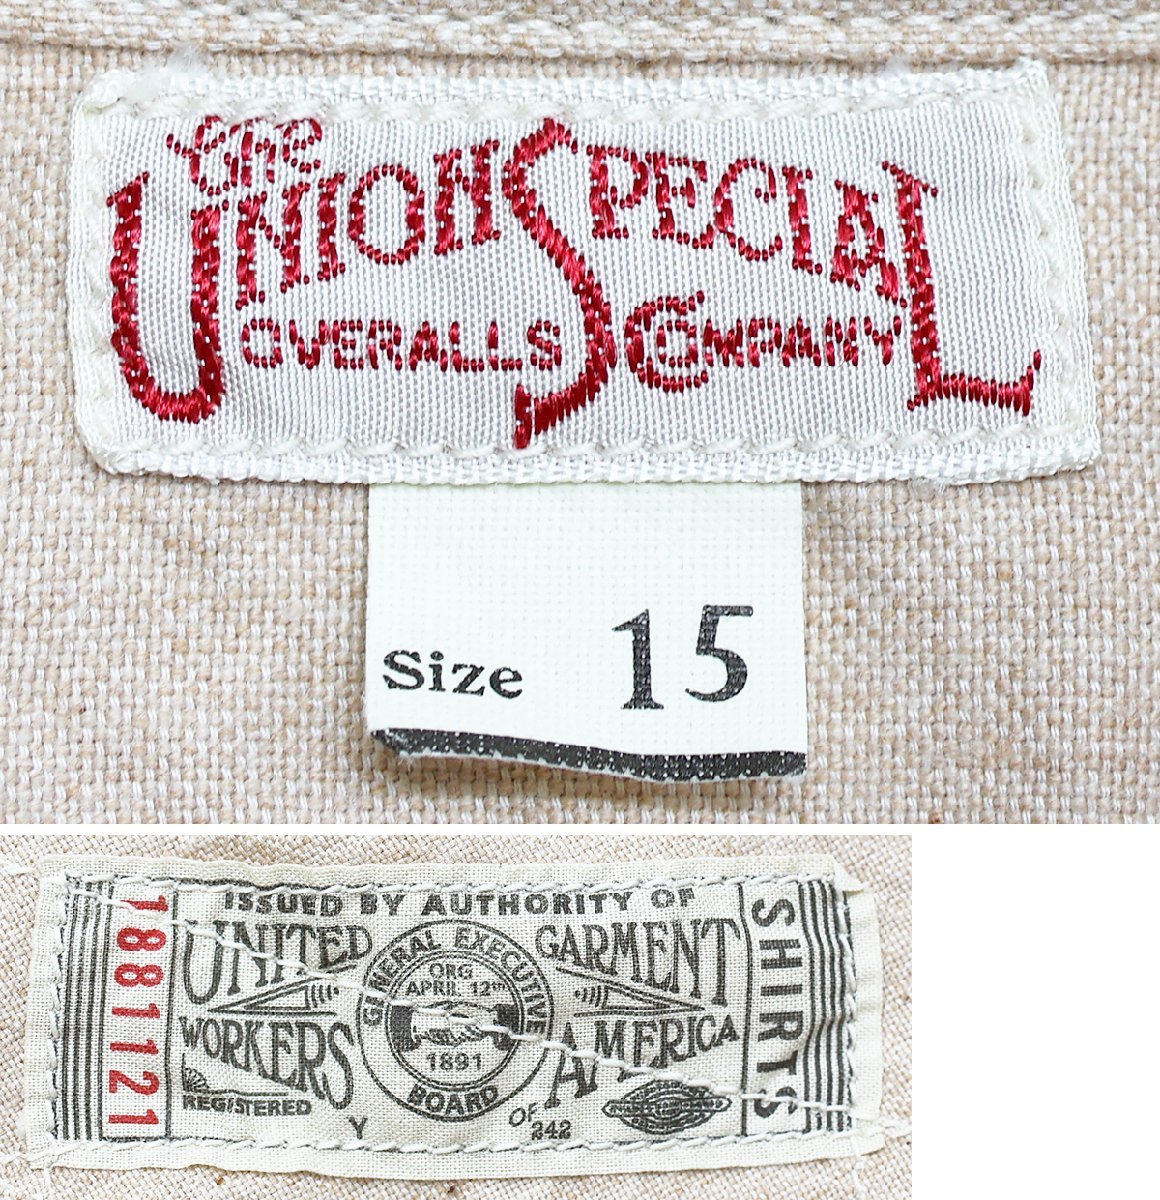 The
UNION SPECIAL
OVERALLS COMPANY
Size 15
ISSUED BY AUTHORITY OF
UNITED GARMENT
WORKERS OF AMERICA
GENERAL EXECUTIVE
ORG
APRIL 12th
1891
BOARD
REGISTERED
Y
242
1881121
SHIRTS